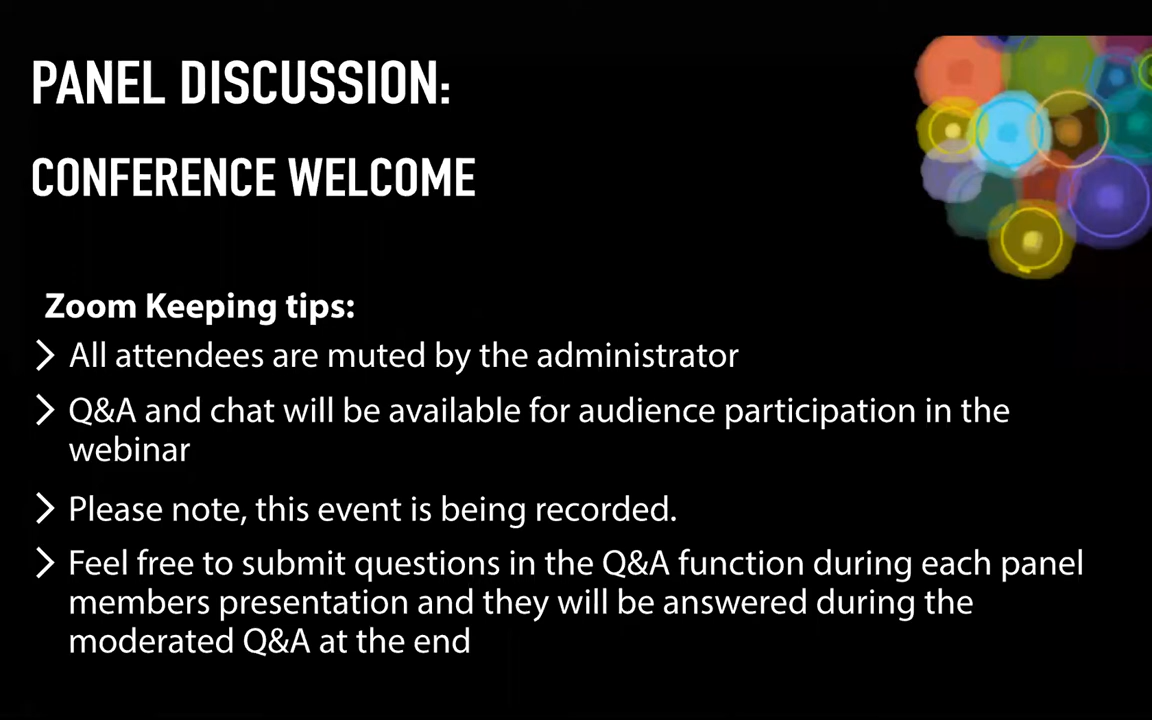 PANEL DISCUSSION:
CONFERENCE WELCOME
Zoom Keeping tips:
All attendees are muted by the administrator
Q&A and chat will be available for audience participation in the
webinar
Please note, this event is being recorded.
Feel free to submit questions in the Q&A function during each panel
members presentation and they will be answered during the
moderated Q&A at the end